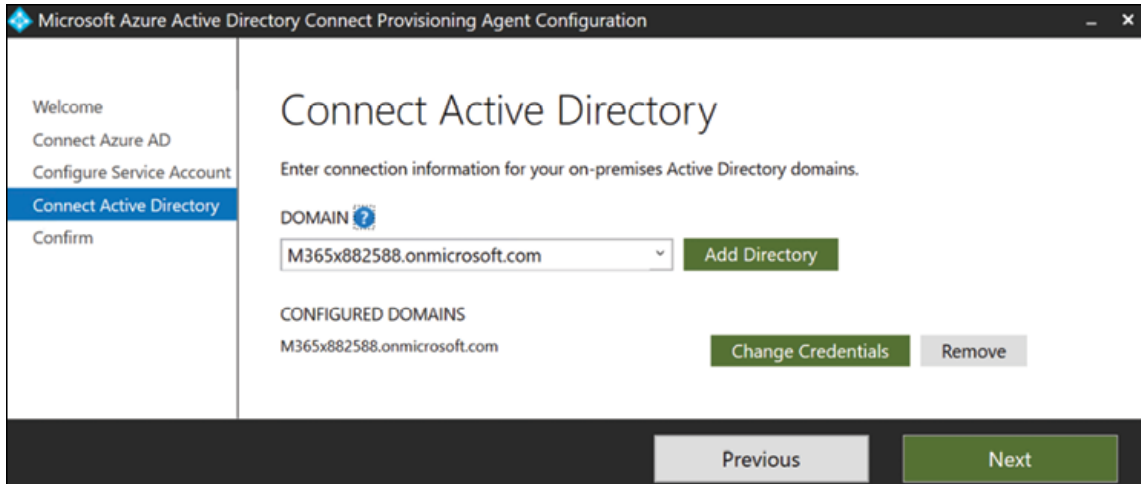 Microsoft Azure Active Directory Connect Provisioning Agent Configuration
Welcome
Connect Azure AD
Configure Service Account
Connect Active Directory
Confirm
Connect Active Directory
Enter connection information for your on-premises Active Directory domains.
DOMAIN ?
M365x882588.onmicrosoft.com
Add Directory
CONFIGURED DOMAINS
M365x882588.onmicrosoft.com
Change Credentials
Remove
Previous
Next